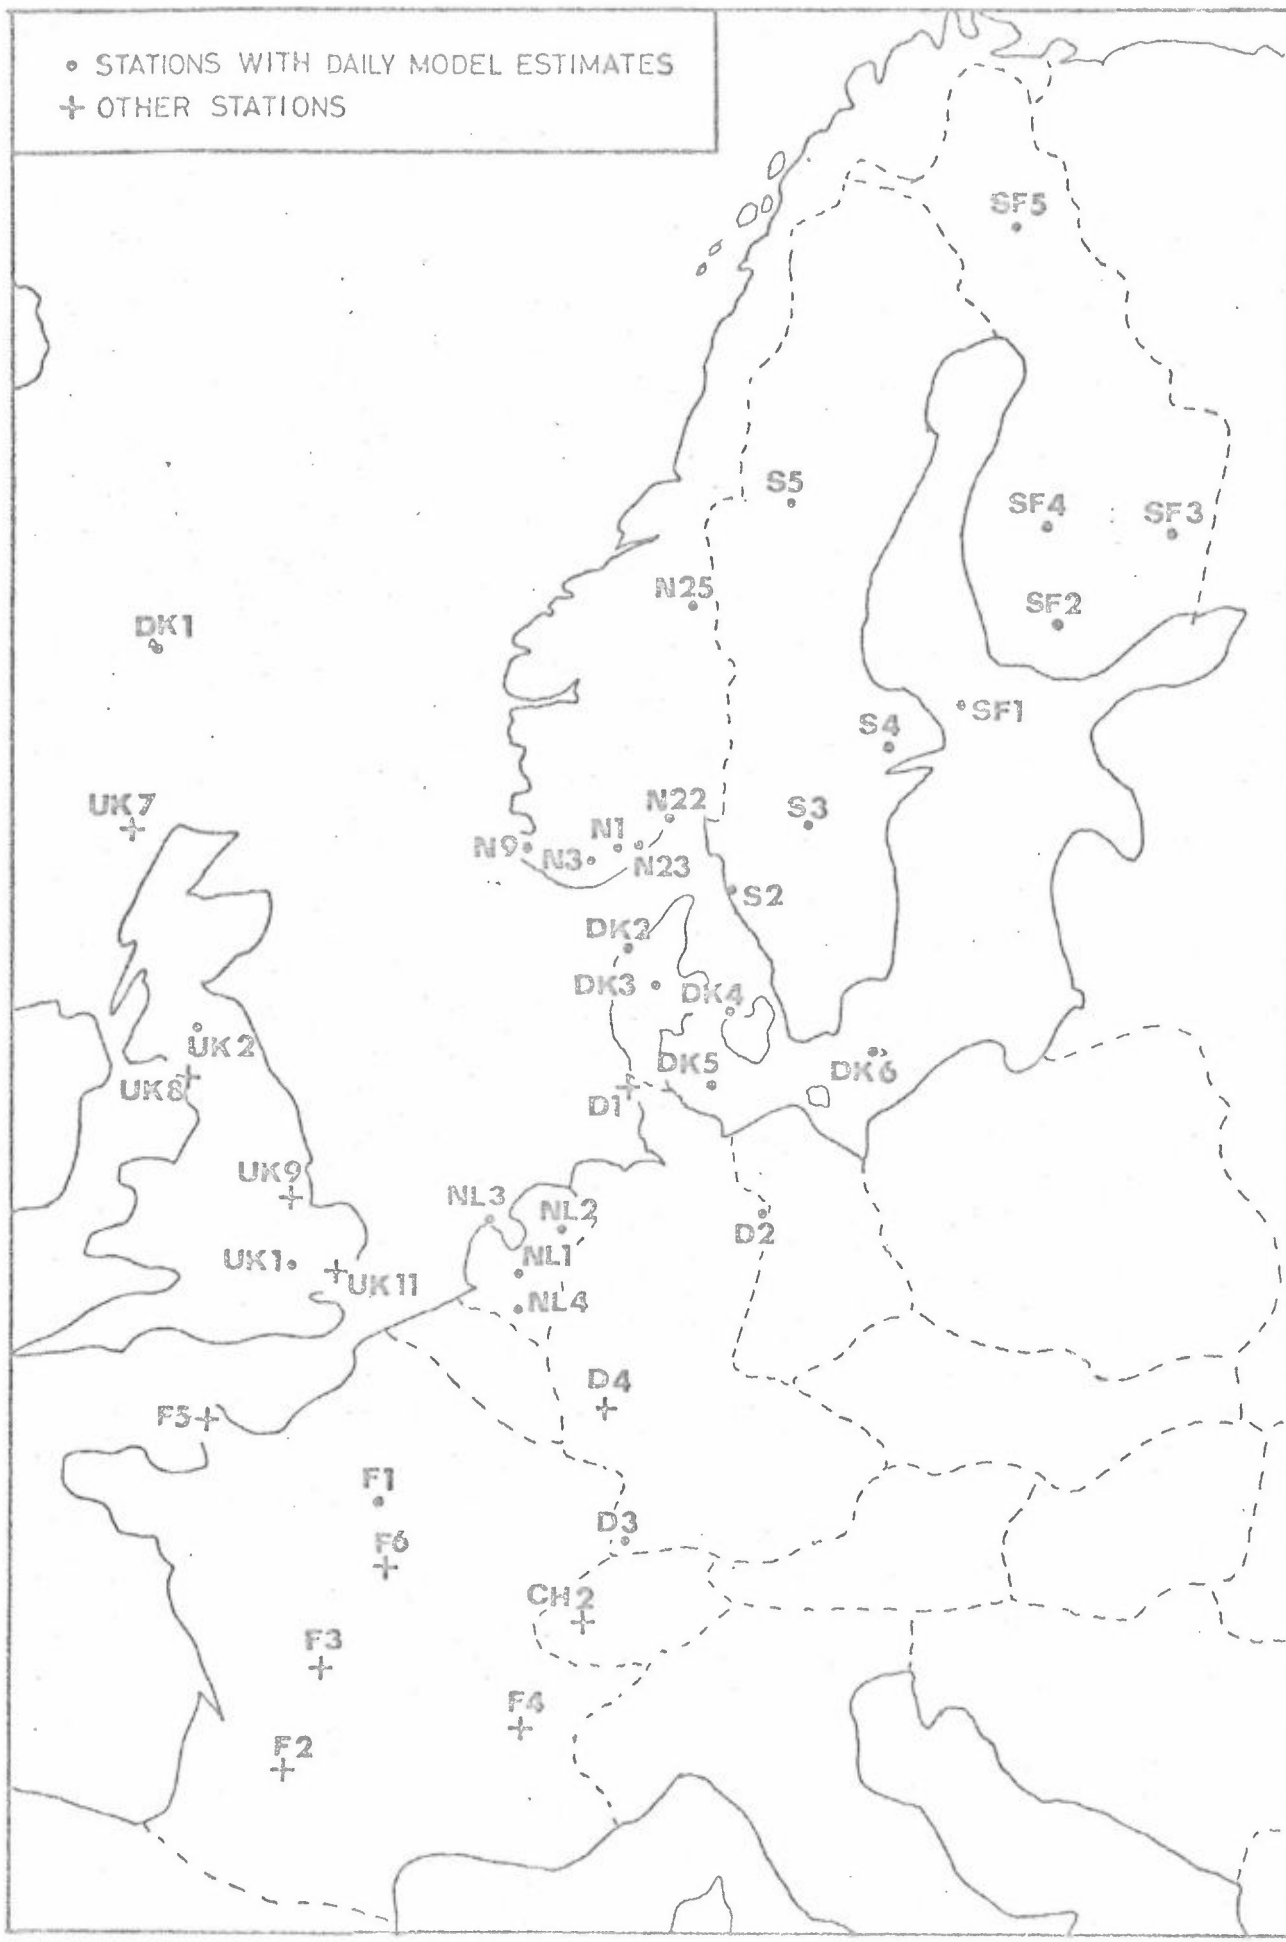 STATIONS WITH DAILY MODEL ESTIMATES
OTHER STATIONS
SF5
S5
SF4
SF3
N25
SF2
DK1
SF1
S4
UK7
N22
S3
N9
N3
N1
N23
S2
DK2
DK3
DK4
UK2
DK5
DK6
UK8
D1
UK9
NL3
NL2
D2
UK1
NL1
UK11
NL4
D4
F5
F1
D3
F6
CH2
F3
F4
F2